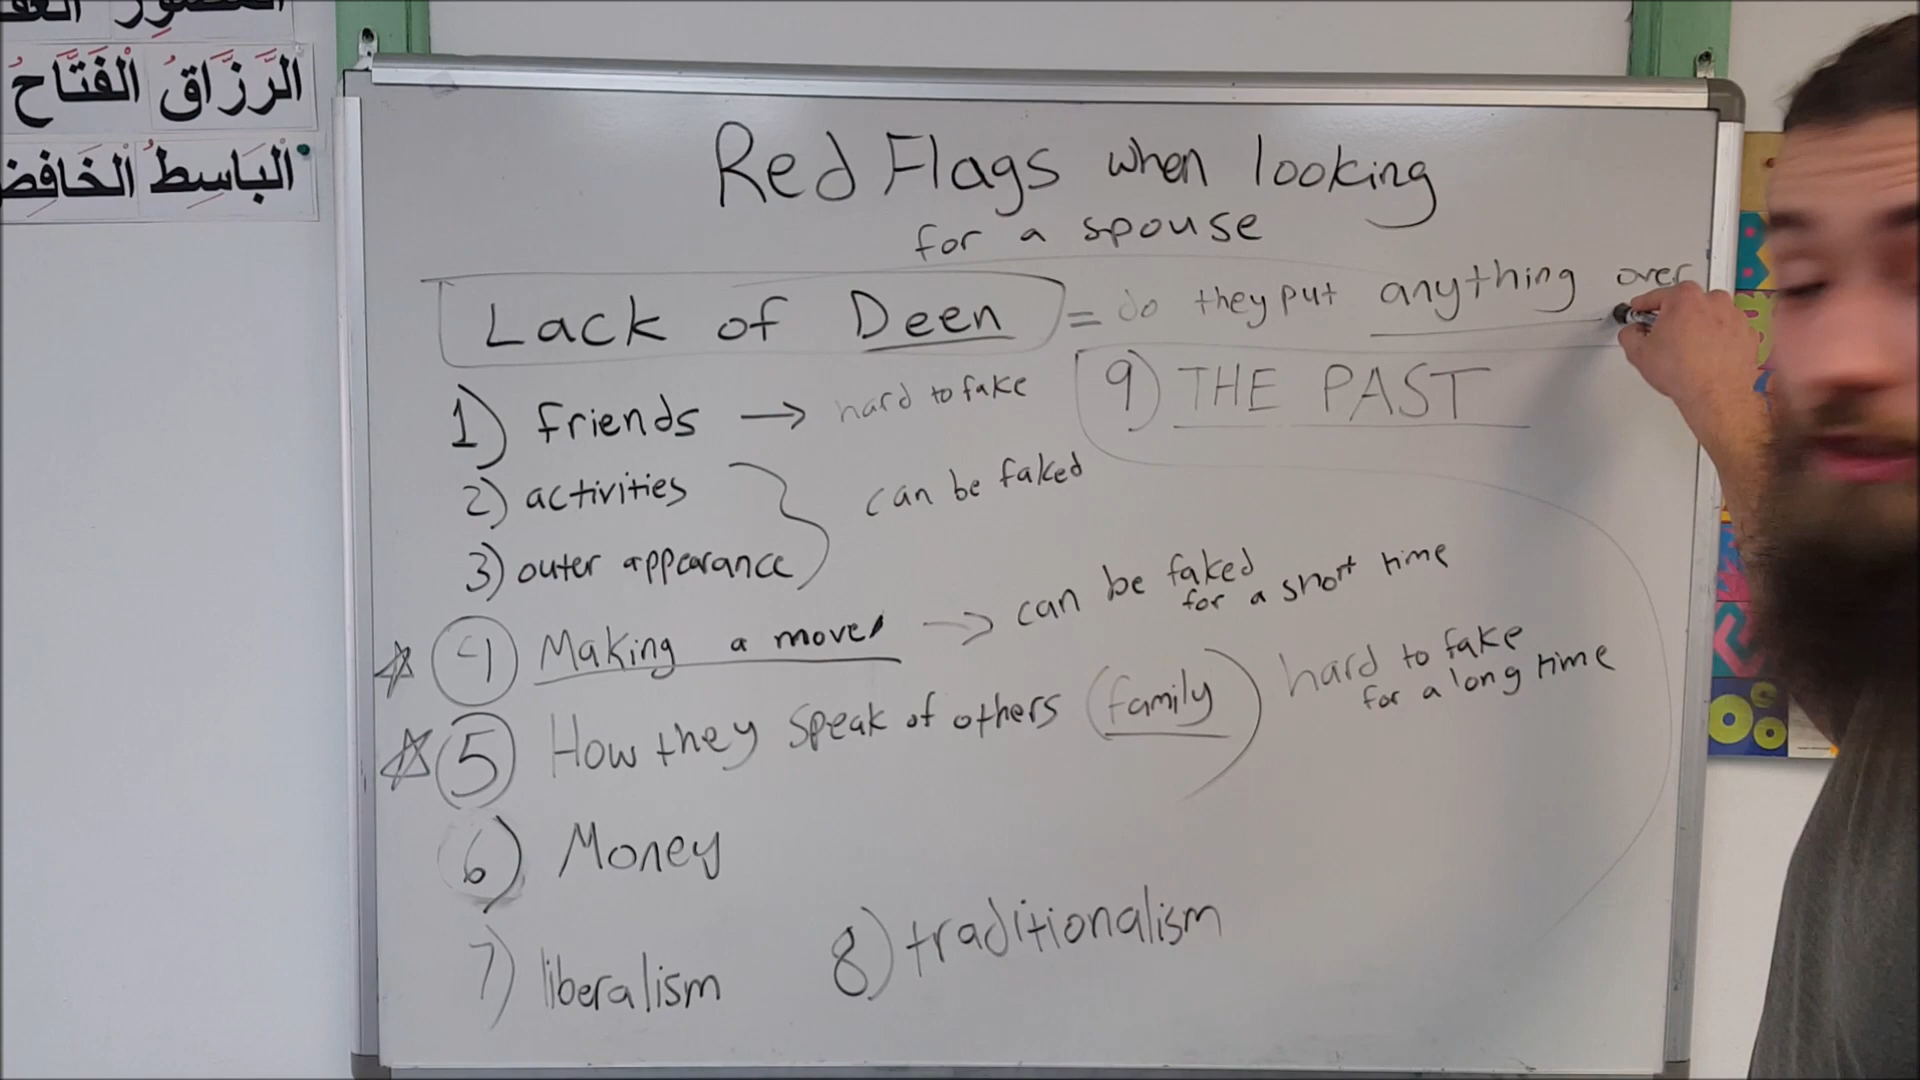 الرَّزَّاقُ الْفَتَّاحُ
الْبَاسِطُ الْخَافِضُ
Red Flags when looking
for a spouse
Lack of Deen = do they put anything over
1) friends → hard to fake
9) THE PAST
2) activities
3) outer appearance
can be faked
4) Making a move → can be faked
for a short time
5 How they speak of others (family) hard to fake
for a long time
6) Money
7) liberalism
8) traditionalism